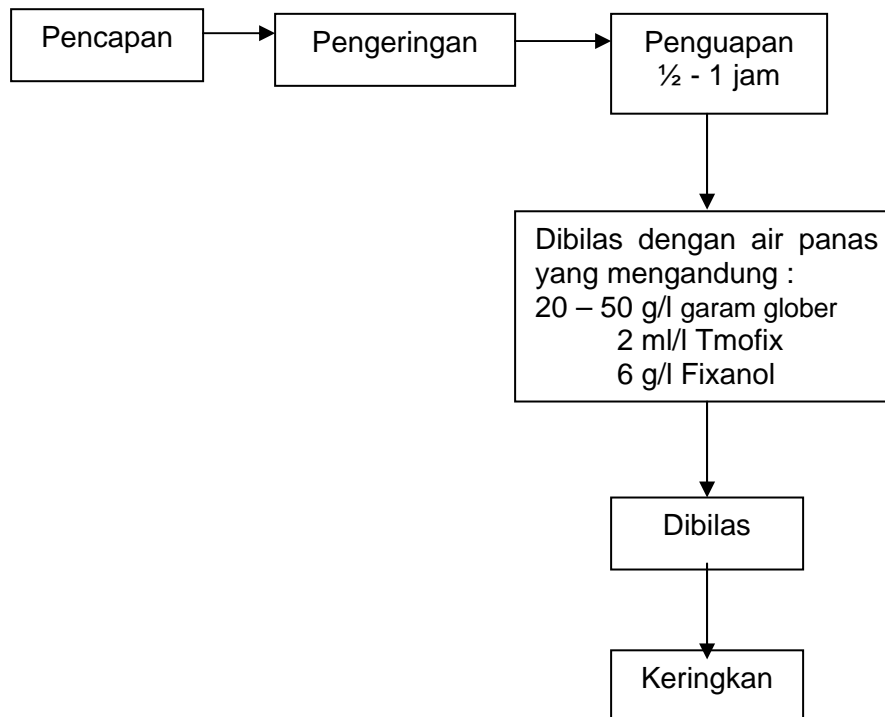 Pencapan
Pengeringan
Penguapan
½ - 1 jam
Dibilas dengan air panas
yang mengandung :
20 – 50 g/l garam glober
2 ml/l Tmofix
6 g/l Fixanol
Dibilas
Keringkan